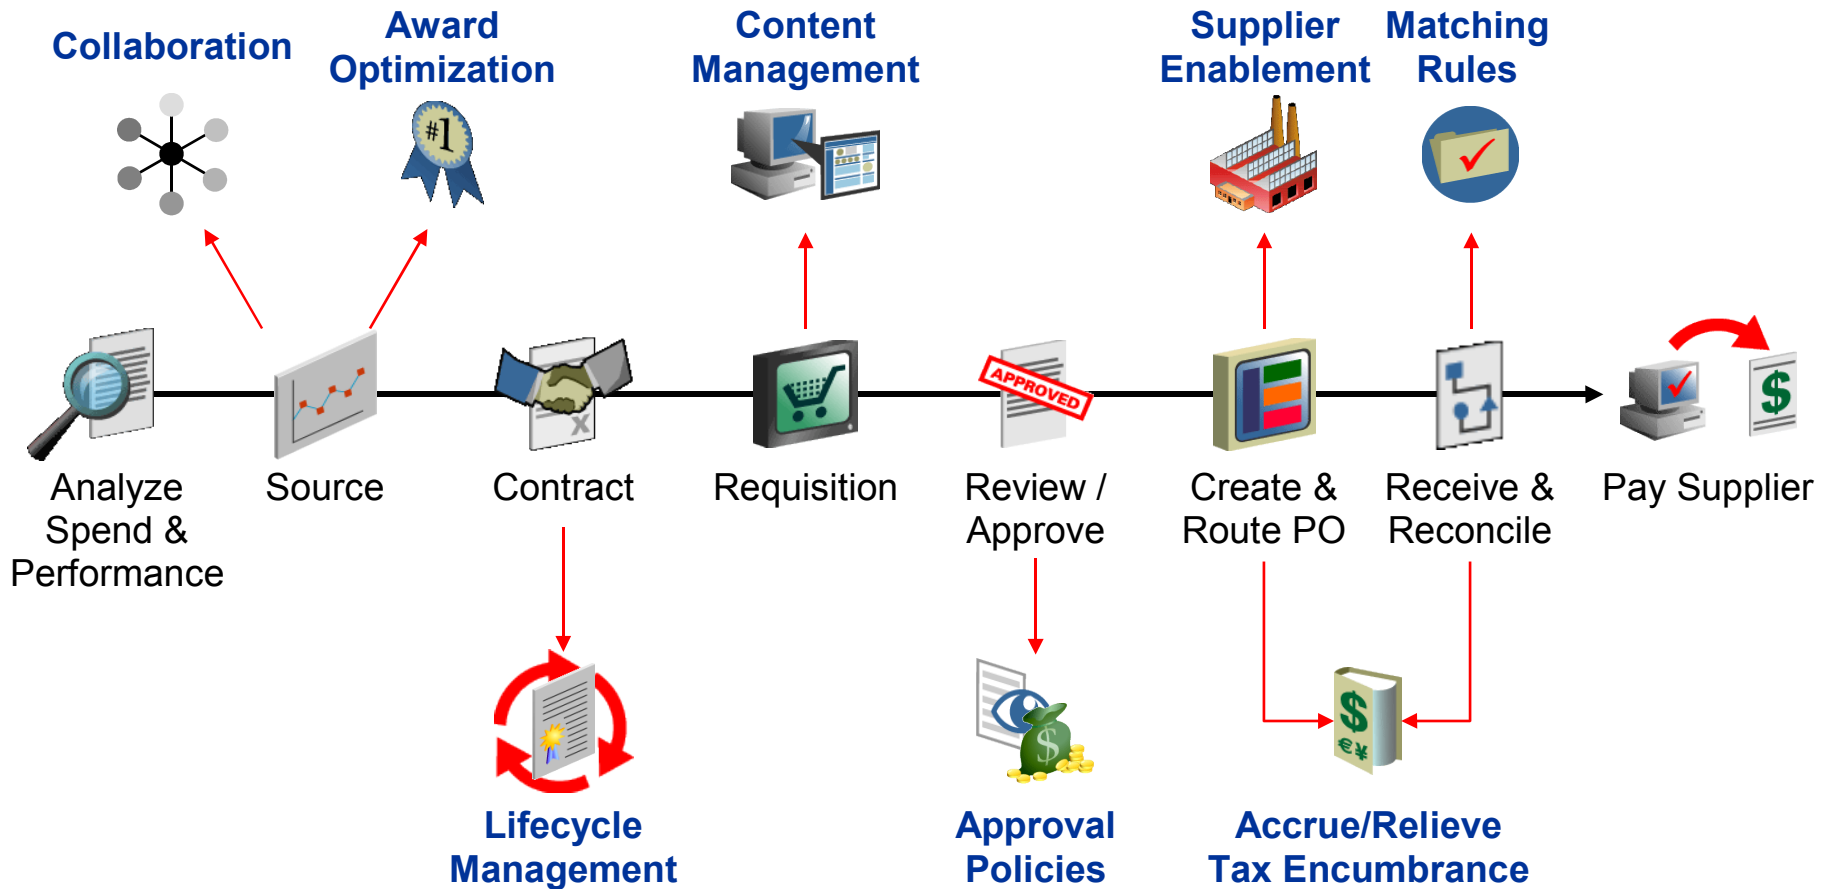 Collaboration
Award
Optimization
Content
Management
Supplier
Enablement
Matching
Rules
#1
APPROVED
X
$
Analyze
Spend &
Performance
Source
Contract
Requisition
Review /
Approve
Create &
Route PO
Receive &
Reconcile
Pay Supplier
$
$
€¥
Lifecycle
Management
Approval
Policies
Accrue/Relieve
Tax Encumbrance